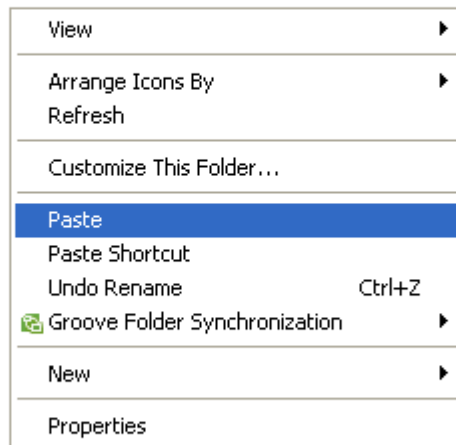 View
Arrange Icons By
Refresh
Customize This Folder...
Paste
Paste Shortcut
Undo Rename Ctrl+Z
Groove Folder Synchronization
New
Properties